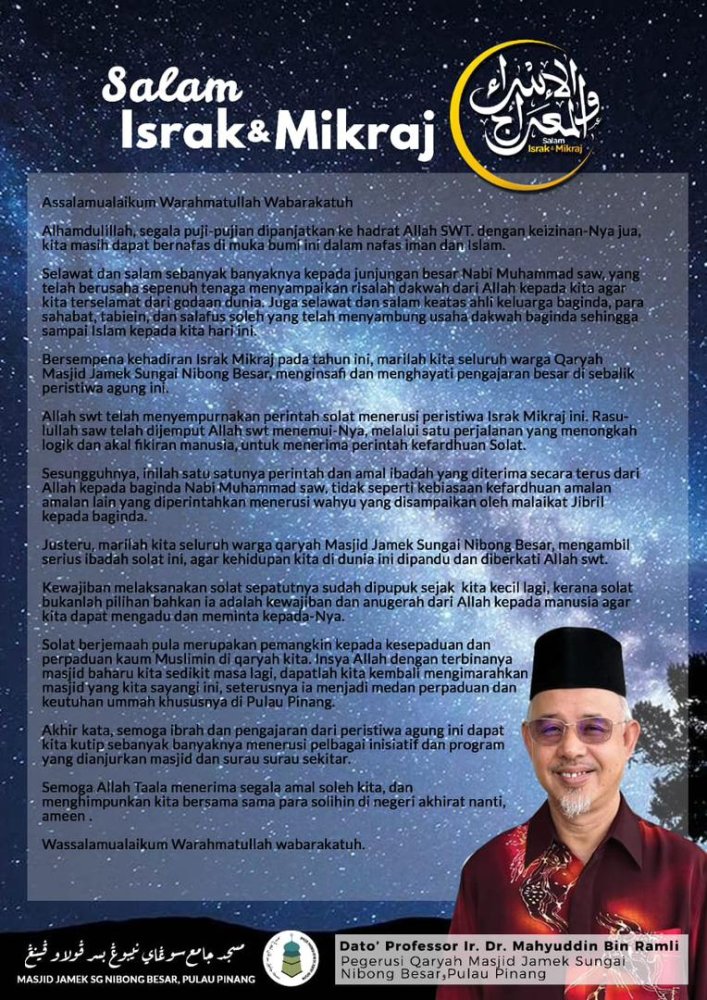 Salam
Israk & Mikraj
الإسراء
والمعراج
Salam
Israk & Mikraj
Assalamualaikum Warahmatullah Wabarakatuh
Alhamdulillah, segala puji-pujian dipanjatkan ke hadrat Allah SWT. dengan keizinan-Nya jua,
kita masih dapat bernafas di muka bumi ini dalam nafas iman dan Islam.
Selawat dan salam sebanyak banyaknya kepada junjungan besar Nabi Muhammad saw, yang
telah berusaha sepenuh tenaga menyampaikan risalah dakwah dari Allah kepada kita agar
kita terselamat dari godaan dunia. Juga selawat dan salam keatas ahli keluarga baginda, para
sahabat, tabiein, dan salafus soleh yang telah menyambung usaha dakwah baginda sehingga
sampai Islam kepada kita hari ini.
Bersempena kehadiran Israk Mikraj pada tahun ini, marilah kita seluruh warga Qaryah
Masjid Jamek Sungai Nibong Besar, menginsafi dan menghayati pengajaran besar di sebalik
peristiwa agung ini.
Allah swt telah menyempurnakan perintah solat menerusi peristiwa Israk Mikraj ini. Rasu-
lullah saw telah dijemput Allah swt menemui-Nya, melalui satu perjalanan yang menongkah
logik dan akal fikiran manusia, untuk menerima perintah kefardhuan Solat.
Sesungguhnya, inilah satu satunya perintah dan amal ibadah yang diterima secara terus dari
Allah kepada baginda Nabi Muhammad saw, tidak seperti kebiasaan kefardhuan amalan
amalan lain yang diperintahkan menerusi wahyu yang disampaikan oleh malaikat Jibril
kepada baginda.
Justeru, marilah kita seluruh warga qaryah Masjid Jamek Sungai Nibong Besar, mengambil
serius ibadah solat ini, agar kehidupan kita di dunia ini dipandu dan diberkati Allah swt.
Kewajiban melaksanakan solat sepatutnya sudah dipupuk sejak kita kecil lagi, kerana solat
bukanlah pilihan bahkan ia adalah kewajiban dan anugerah dari Allah kepada manusia agar
kita dapat mengadu dan meminta kepada-Nya.
Solat berjemaah pula merupakan pemangkin kepada kesepaduan dan
perpaduan kaum Muslimin di qaryah kita. Insya Allah dengan terbinanya
masjid baharu kita sedikit masa lagi, dapatlah kita kembali mengimarahkan
masjid yang kita sayangi ini, seterusnya ia menjadi medan perpaduan dan
keutuhan ummah khususnya di Pulau Pinang.
Akhir kata, semoga ibrah dan pengajaran dari peristiwa agung ini dapat
kita kutip sebanyak banyaknya menerusi pelbagai inisiatif dan program
yang dianjurkan masjid dan surau surau sekitar.
Semoga Allah Taala menerima segala amal soleh kita, dan
menghimpunkan kita bersama sama para solihin di negeri akhirat nanti,
ameen .
Wassalamualaikum Warahmatullah wabarakatuh.
مسجد جامع سوڠاي نيبوڠ بسر ڤولاو ڤينڠ
MASJID JAMEK SG NIBONG BESAR, PULAU PINANG
Dato' Professor Ir. Dr. Mahyuddin Bin Ramli
Pegerusi Qaryah Masjid Jamek Sungai
Nibong Besar,Pulau Pinang